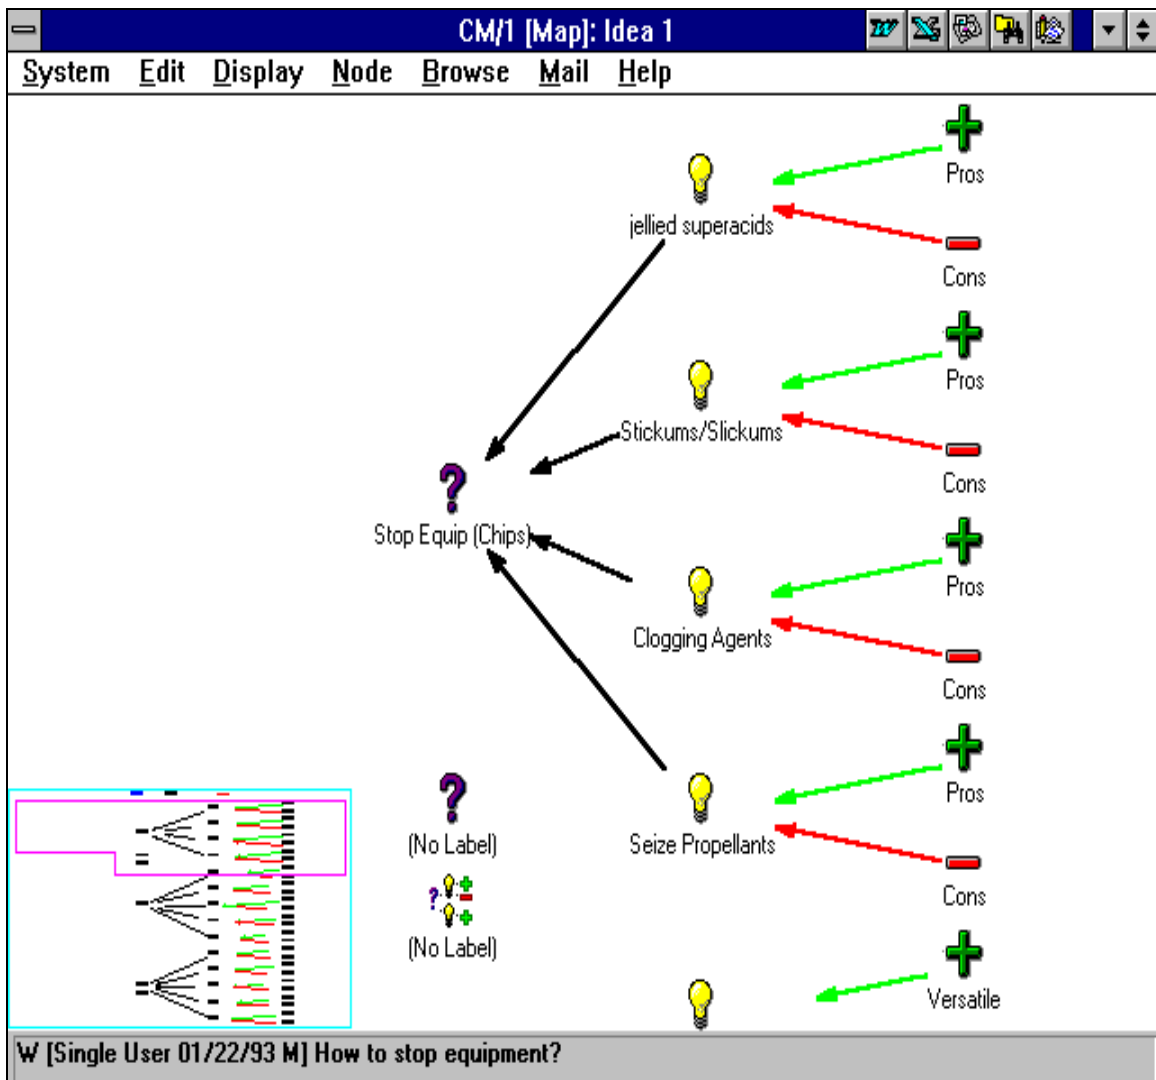 CM/1 [Map]: Idea 1
System Edit Display Node Browse Mail Help
Pros
jellied superacids
Cons
Pros
Stickums/Slickums
Cons
Stop Equip (Chips)
Pros
Clogging Agents
Cons
Pros
(No Label)
Seize Propellants
Cons
(No Label)
Versatile
W [Single User 01/22/93 M] How to stop equipment?